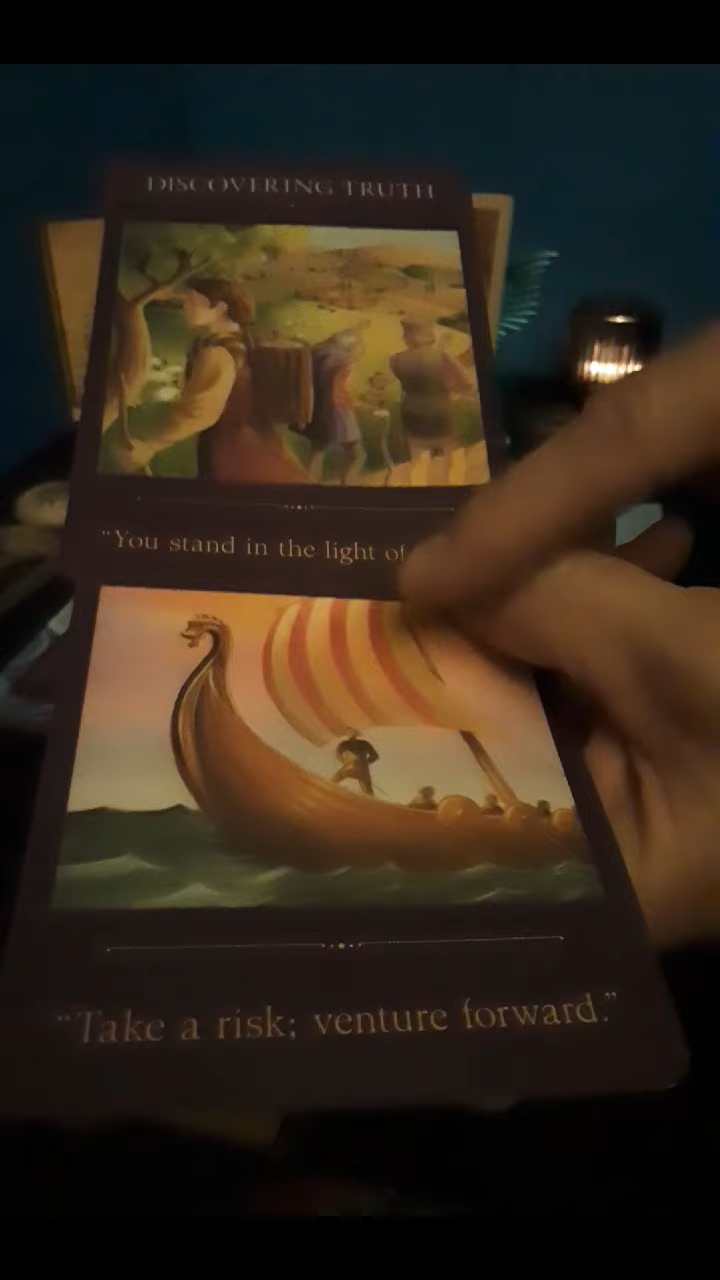 DISCOVERING TRUTH
"You stand in the light of
"Take a risk; venture forward."